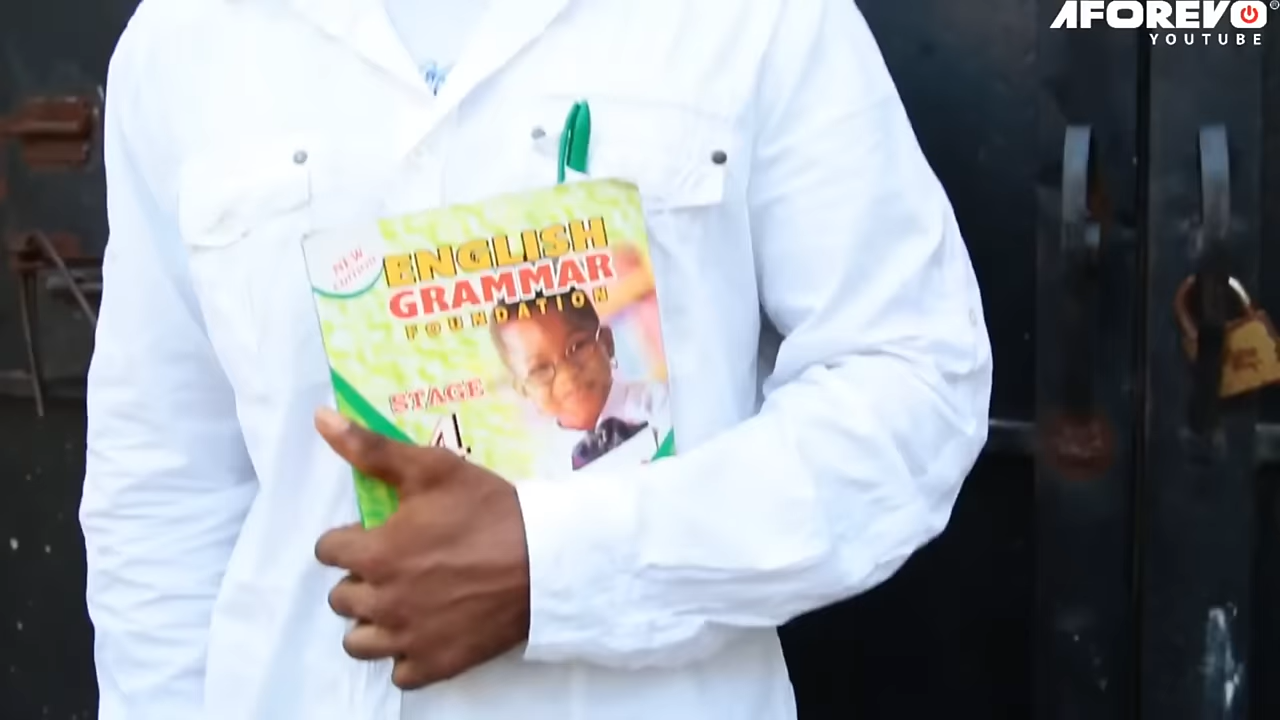 AFOREVO
YOUTUBE
NEW
EDITION
ENGLISH
GRAMMAR
FOUNDATION
STAGE
4